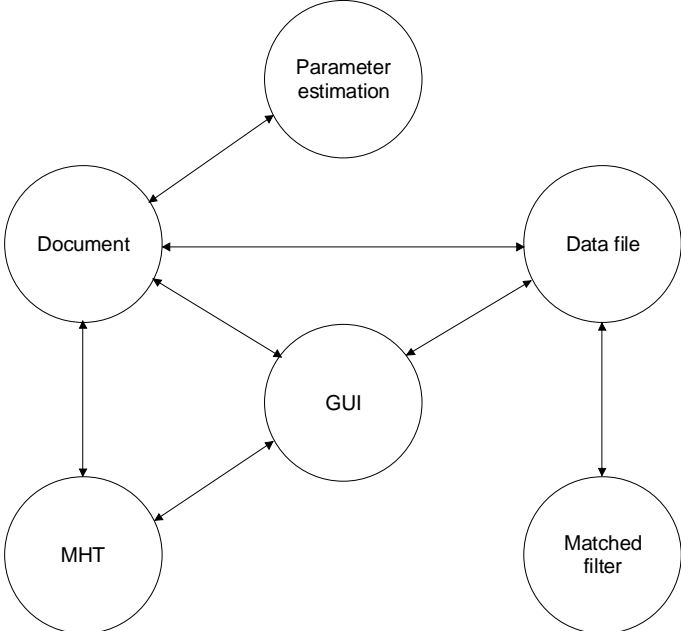 Parameter
estimation
Document
Data file
GUI
MHT
Matched
filter